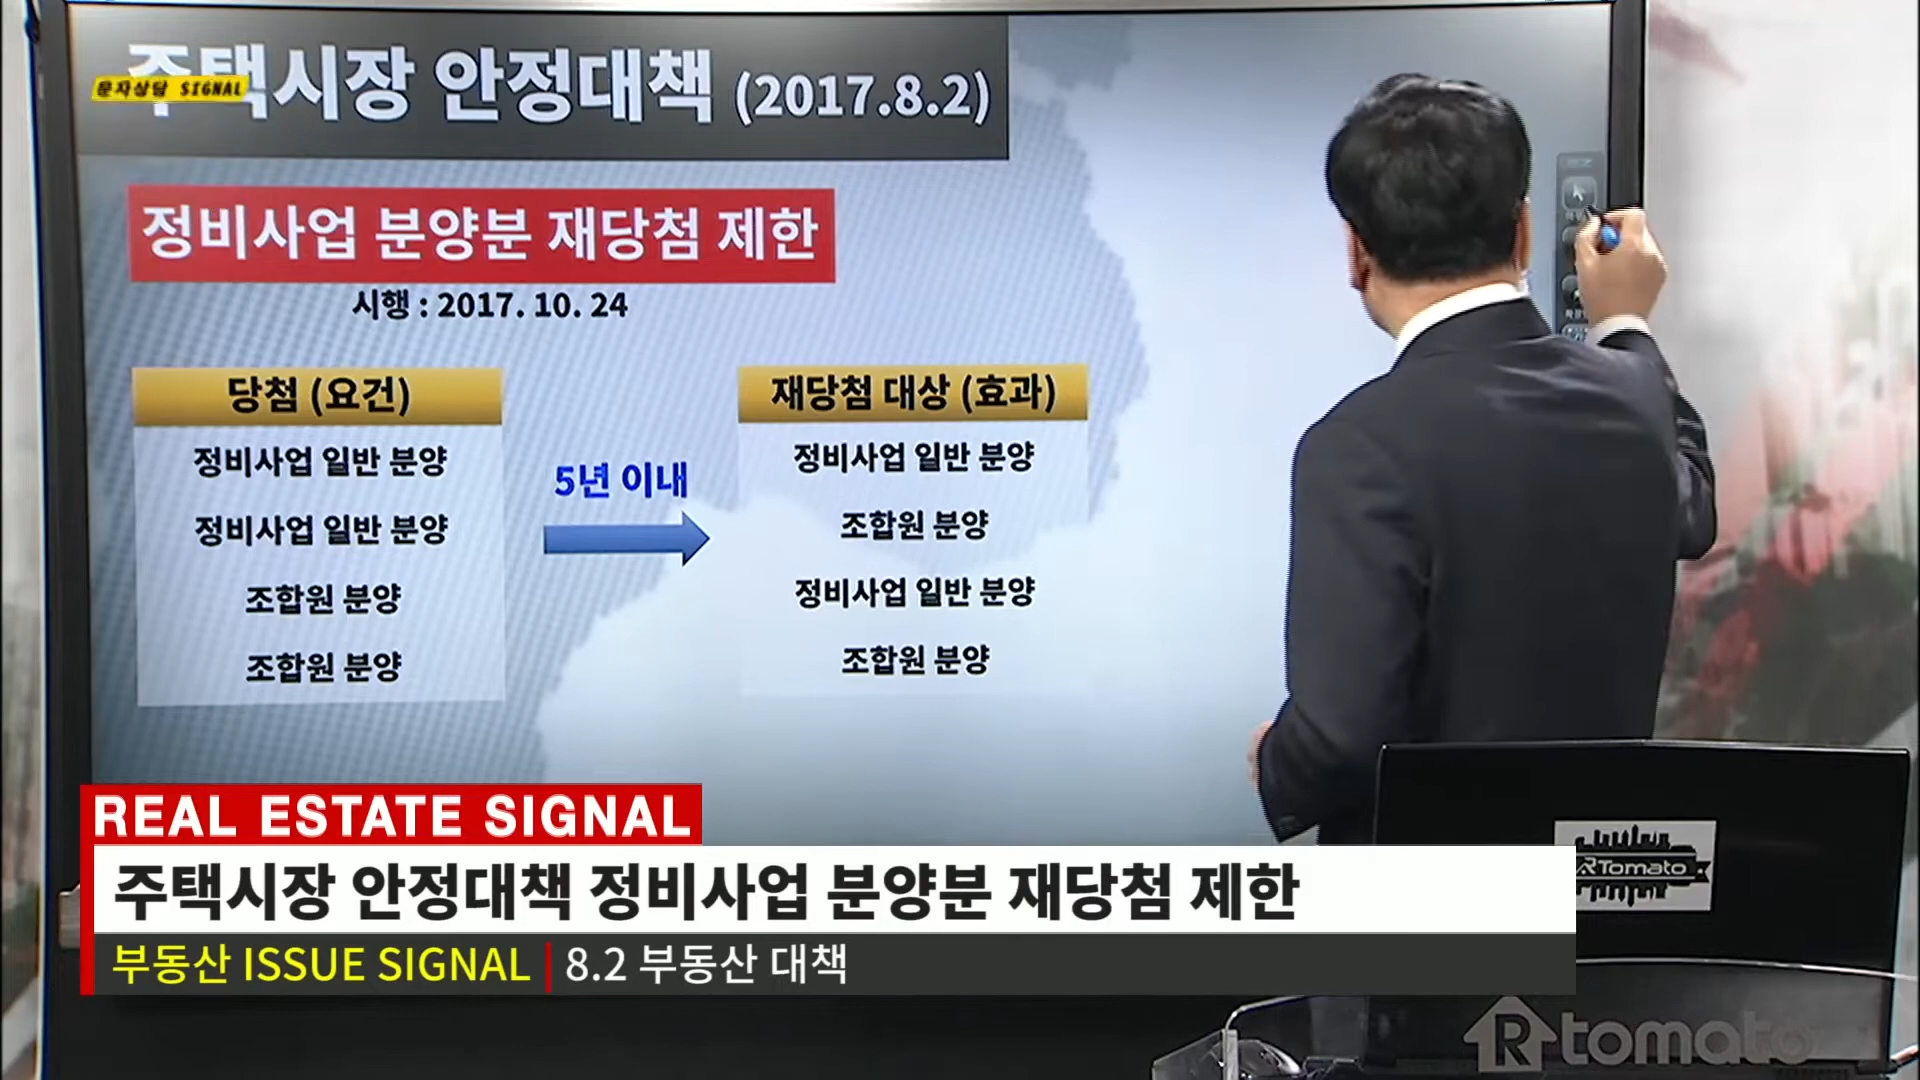 주택시장 안정대책 (2017.8.2)
문자상담 SIGNAL
정비사업 분양분 재당첨 제한
시행 : 2017. 10. 24
당첨 (요건)
정비사업 일반 분양
정비사업 일반 분양
조합원 분양
조합원 분양
5년 이내
재당첨 대상 (효과)
정비사업 일반 분양
조합원 분양
정비사업 일반 분양
조합원 분양
RTomato
REAL ESTATE SIGNAL
주택시장 안정대책 정비사업 분양분 재당첨 제한
부동산 ISSUE SIGNAL | 8.2 부동산 대책
Rtomato